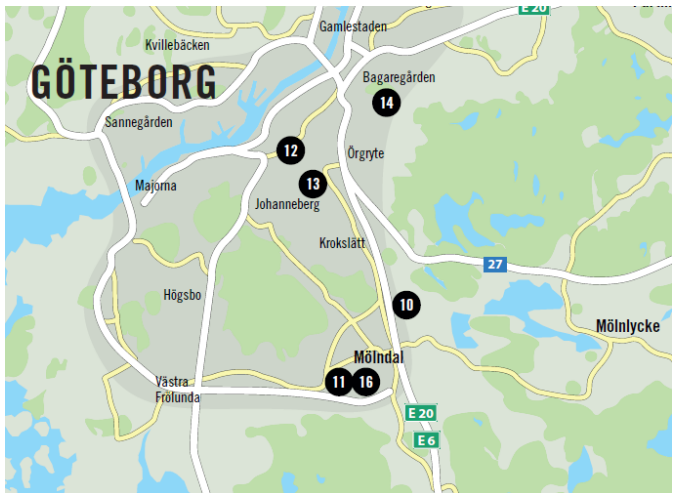 E 20
Gamlestaden
Kvillebäcken
GÖTEBORG
Bagaregården
14
Sannegården
12
Örgryte
13
Majorna
Johanneberg
Krokslätt
27
Högsbo
10
Mölnlycke
Mölndal
11
16
Västra
Frölunda
E 20
E 6